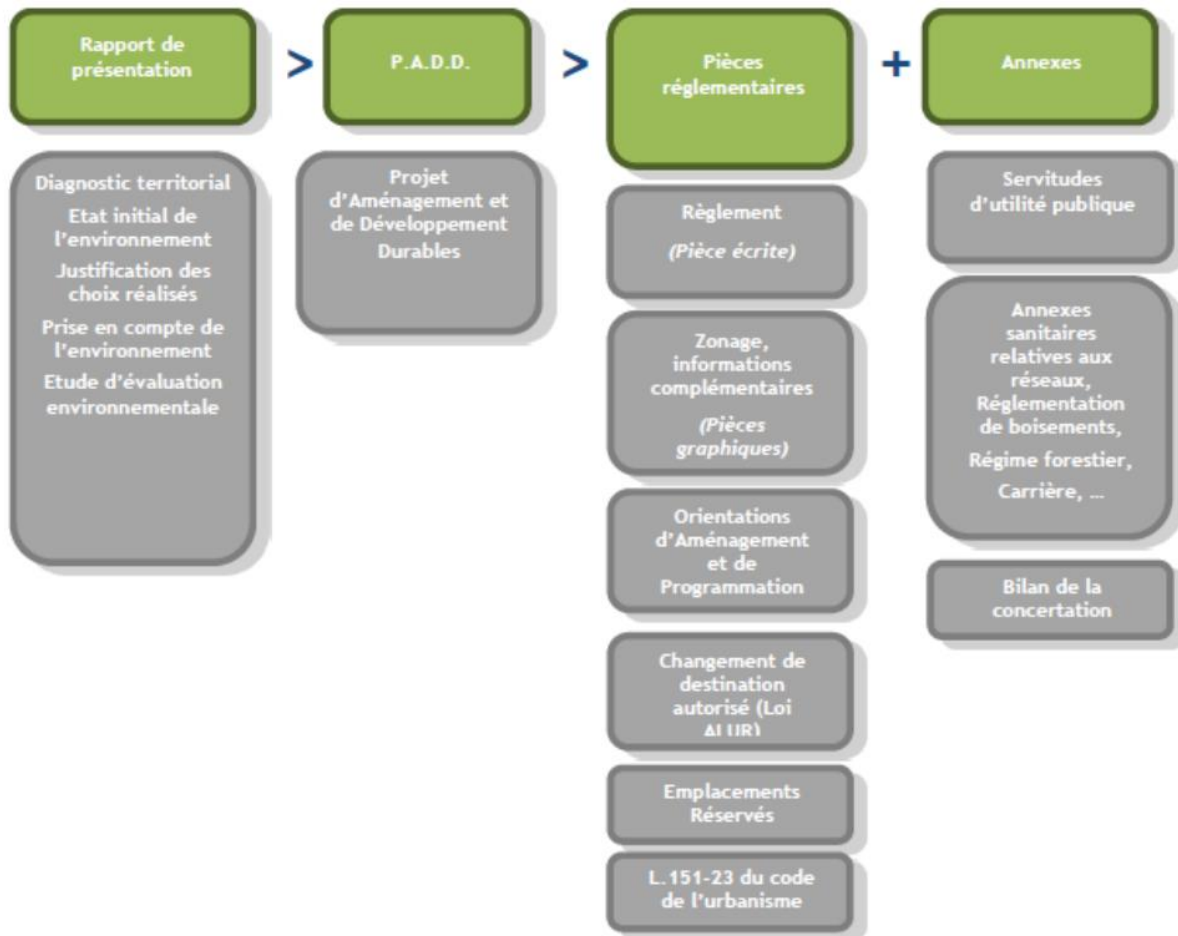 Rapport de
présentation
>
P.A.D.D.
>
Pièces
réglementaires
+
Annexes
Diagnostic territorial
Etat initial de
l'environnement
Justification des
choix réalisés
Prise en compte de
l'environnement
Etude d'évaluation
environnementale
Projet
d'Aménagement et
de Développement
Durables
Règlement
(Pièce écrite)
Zonage,
informations
complémentaires
(Pièces
graphiques)
Orientations
d'Aménagement
et de
Programmation
Changement de
destination
autorisé (Loi
ALUR)
Emplacements
Réservés
L.151-23 du code
de l'urbanisme
Servitudes
d'utilité publique
Annexes
sanitaires
relatives aux
réseaux,
Réglementation
de boisements,
Régime forestier,
Carrière, ...
Bilan de la
concertation